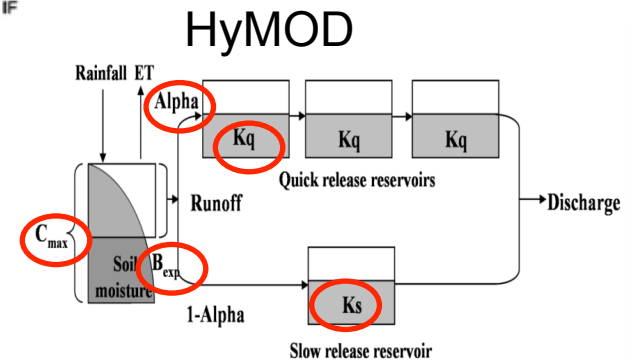 IF
HyMOD
Rainfall ET
Alpha
Kq
Kq
Kq
Quick release reservoirs
Runoff
Discharge
Cmax
Soil
moisture
Bexp
1-Alpha
Ks
Slow release reservoir